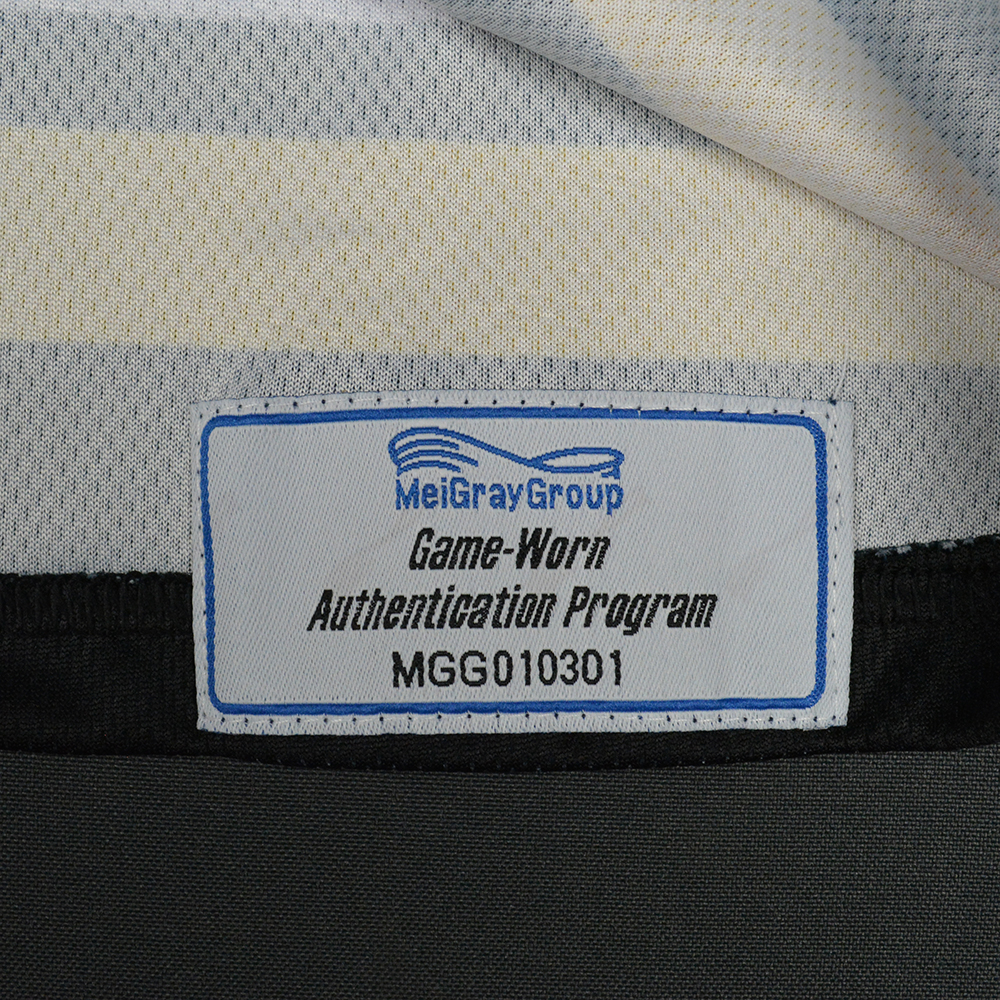 MeiGrayGroup
Game-Worn
Authentication Program
MGG010301